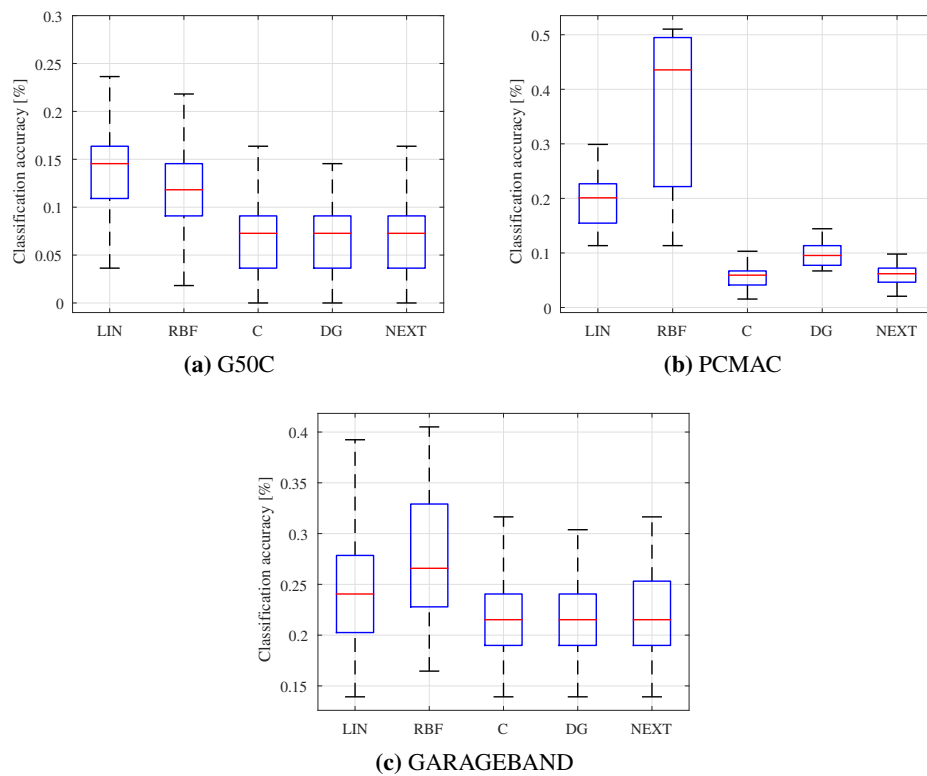 0.3
0.25
0.2
0.15
0.1
0.05
0
Classification accuracy [%]
LIN RBF C DG NEXT
(a) G50C
0.5
0.4
0.3
0.2
0.1
0
Classification accuracy [%]
LIN RBF C DG NEXT
(b) PCMAC
0.4
0.35
0.3
0.25
0.2
0.15
Classification accuracy [%]
LIN RBF C DG NEXT
(c) GARAGEBAND